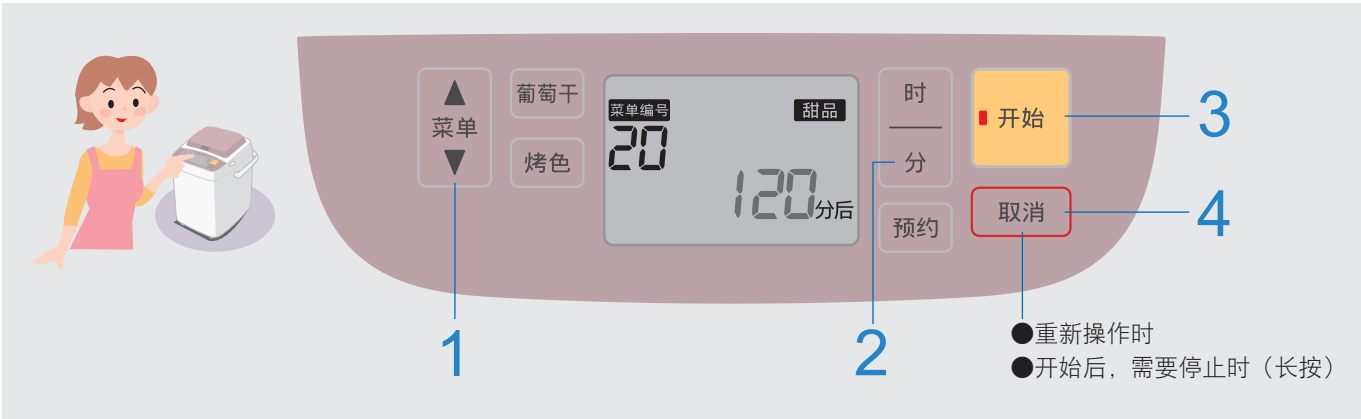 ▲
菜单
▼
葡萄干
烤色
菜单编号
20
甜品
120分后
时
分
预约
开始
取消
1
2
3
4
●重新操作时
●开始后，需要停止时（长按）